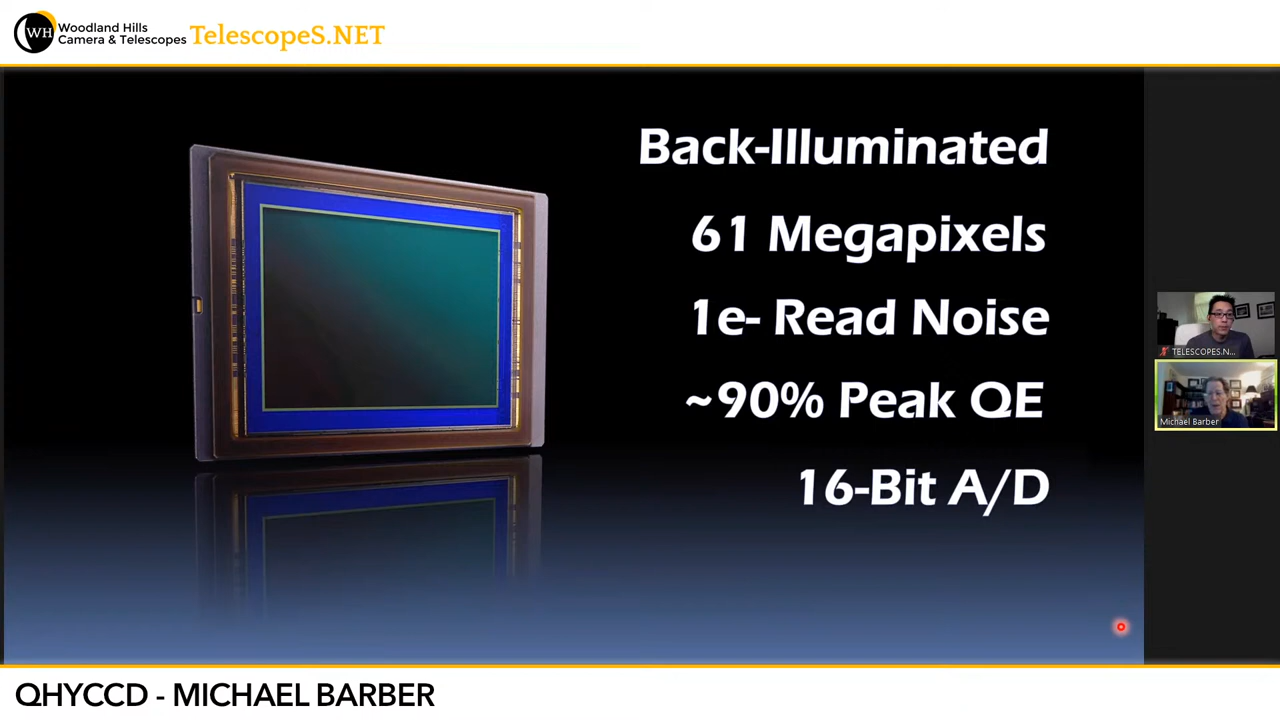 WH
Woodland Hills
Camera & Telescopes
TelescopeS.NET
Back-Illuminated
61 Megapixels
1e- Read Noise
~90% Peak QE
16-Bit A/D
TELESCOPES.N...
Michael Barber
QHYCCD - MICHAEL BARBER